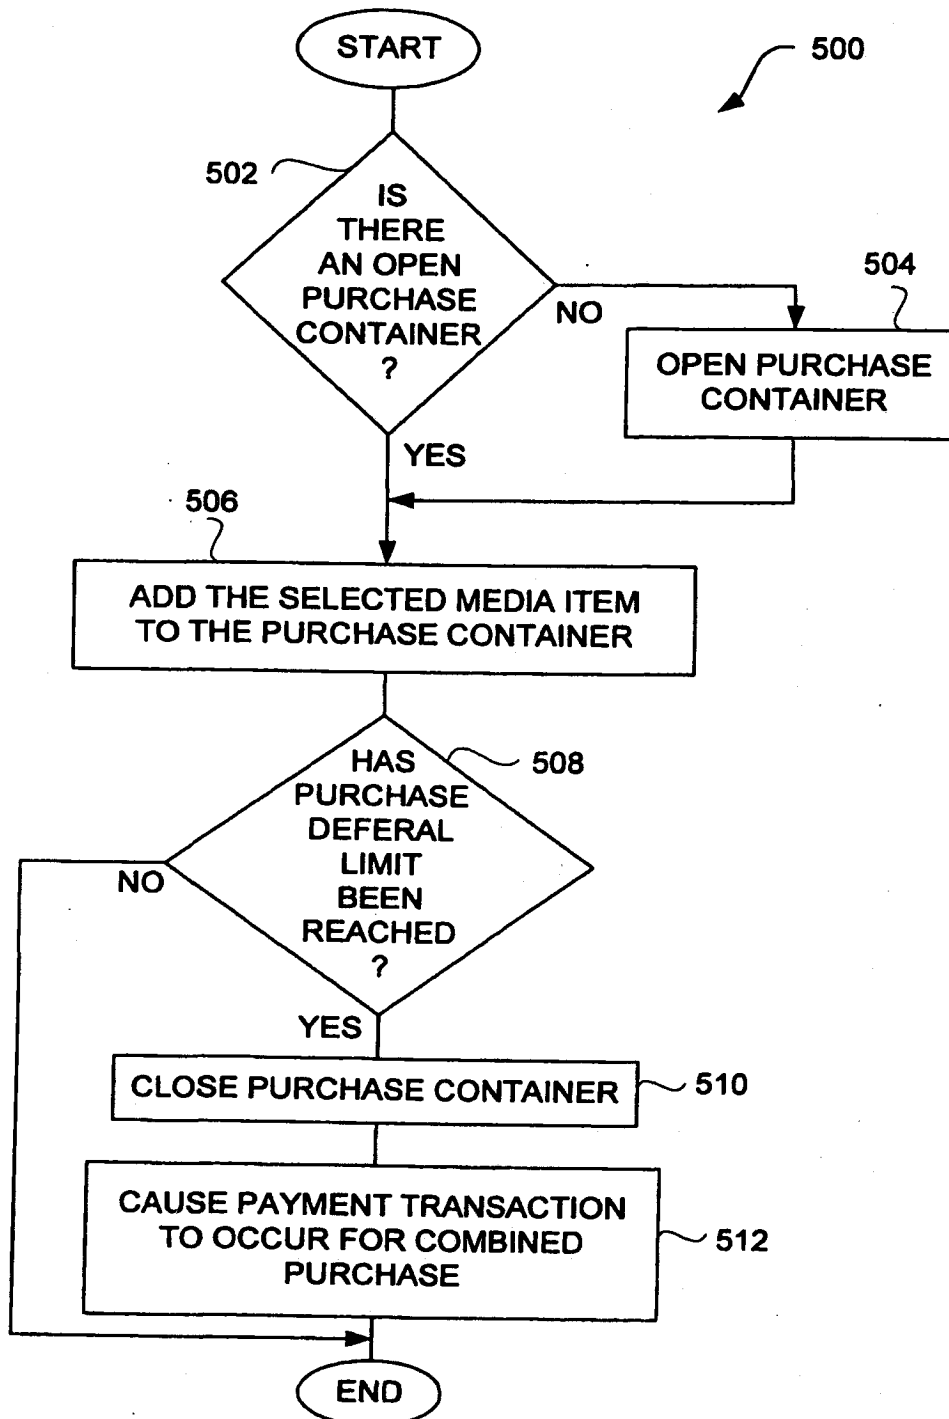 START
500
502
IS
THERE
AN OPEN
PURCHASE
CONTAINER
?
NO
504
OPEN PURCHASE
CONTAINER
YES
506
ADD THE SELECTED MEDIA ITEM
TO THE PURCHASE CONTAINER
HAS
PURCHASE
DEFERAL
LIMIT
BEEN
REACHED
?
508
NO
YES
CLOSE PURCHASE CONTAINER
510
CAUSE PAYMENT TRANSACTION
TO OCCUR FOR COMBINED
PURCHASE
512
END